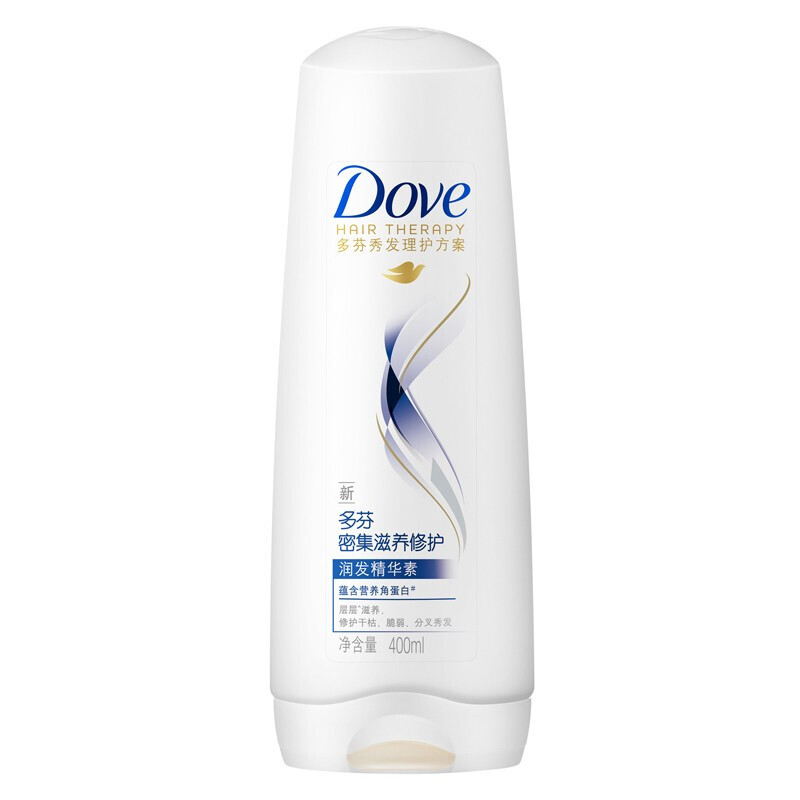 Dove
HAIR THERAPY
多芬秀发理护方案
新
多芬
密集滋养修护
润发精华素
蕴含营养角蛋白#
层层*滋养,
修护干枯、脆弱、分叉秀发
净含量 400ml